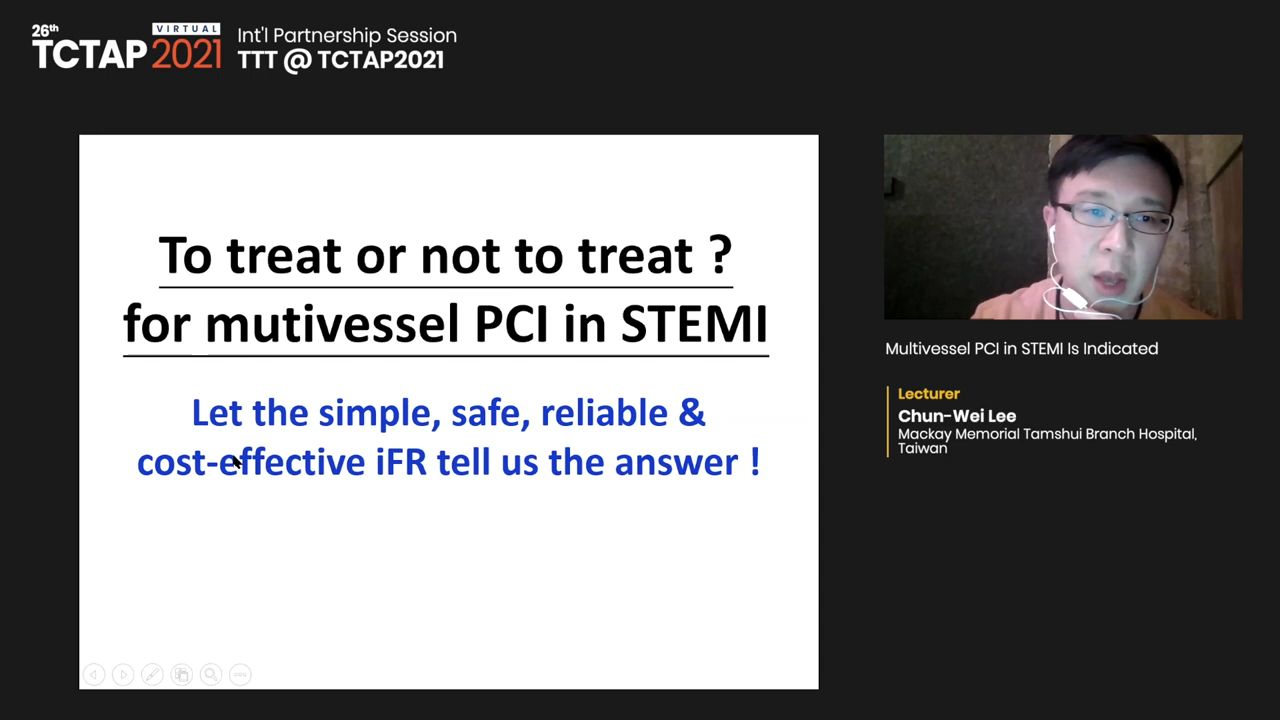 26th
VIRTUAL
TCTAP 2021
Int'l Partnership Session
TTT @ TCTAP2021
To treat or not to treat ?
for mutivessel PCI in STEMI
Let the simple, safe, reliable &
cost-effective iFR tell us the answer !
Multivessel PCI in STEMI Is Indicated
Lecturer
Chun-Wei Lee
Mackay Memorial Tamshui Branch Hospital,
Taiwan